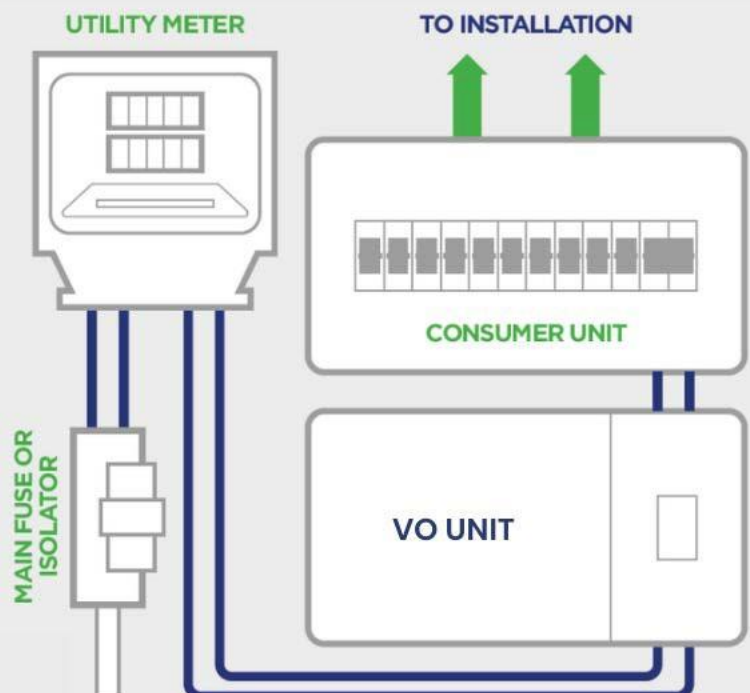 UTILITY METER
TO INSTALLATION
CONSUMER UNIT
MAIN FUSE OR
ISOLATOR
VO UNIT